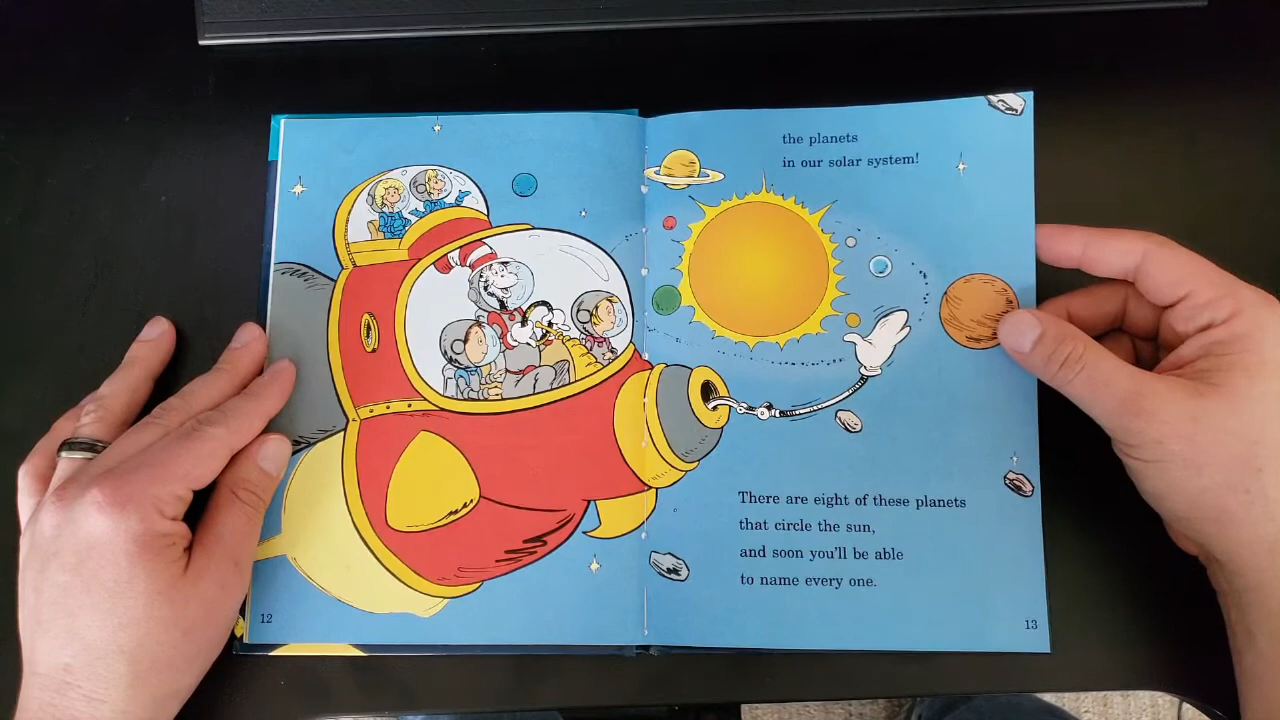 the planets
in our solar system!
There are eight of these planets
that circle the sun,
and soon you'll be able
to name every one.
12
13